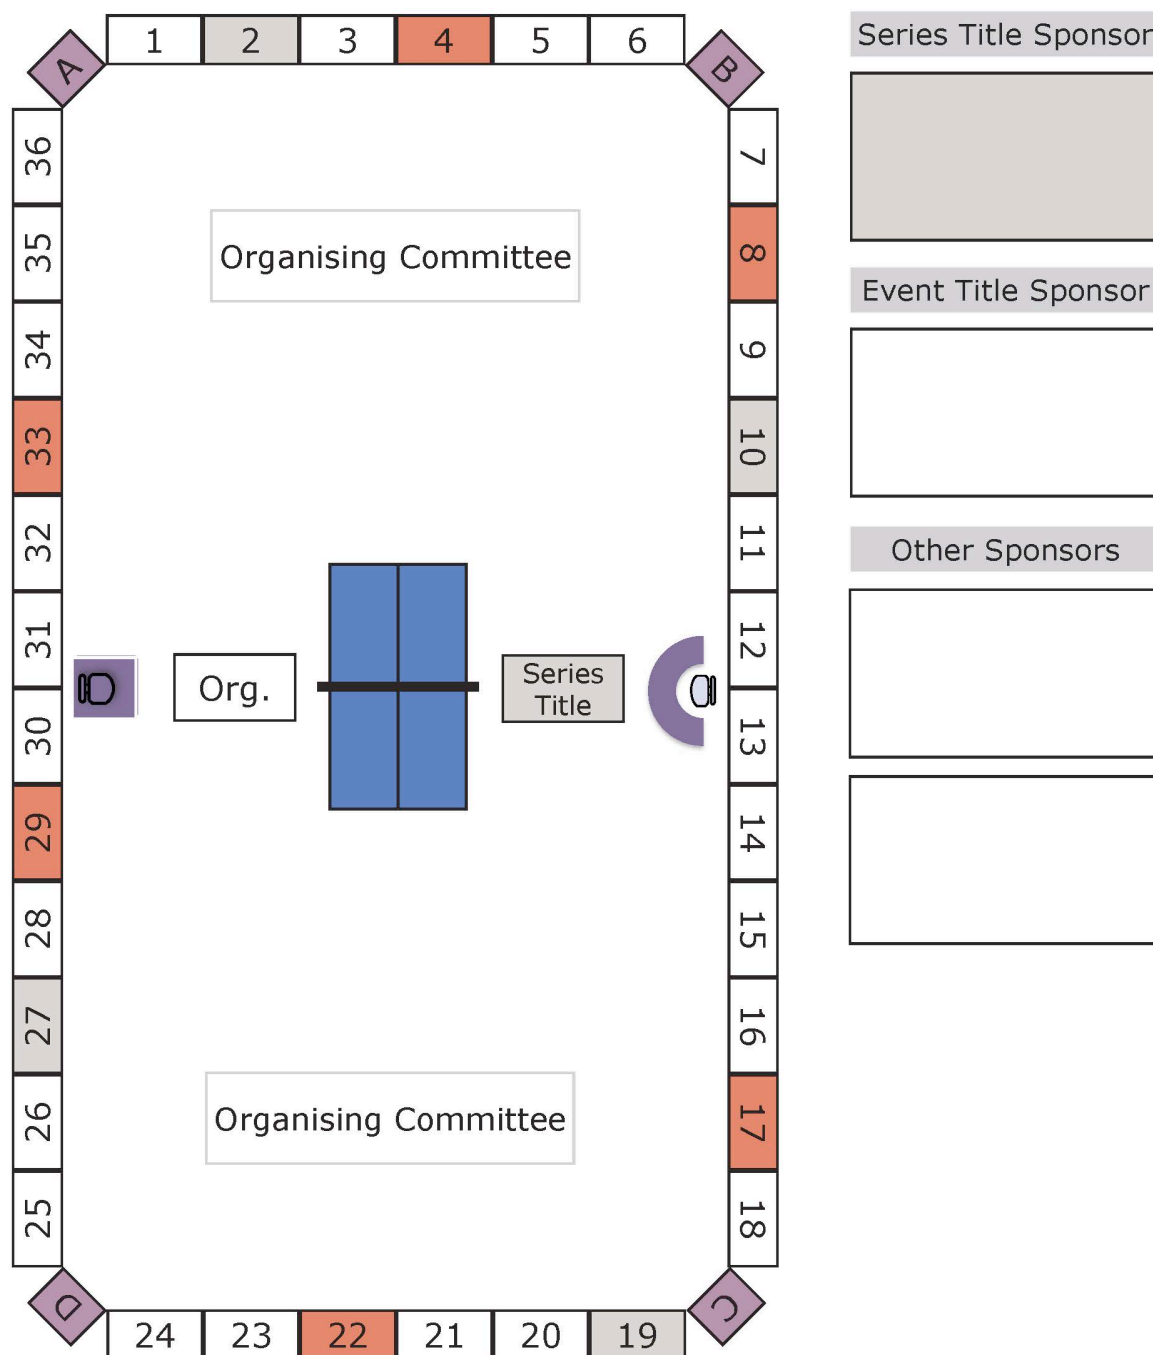 1 2 3 4 5 6
A
B
36
35
34
33
32
31
30
29
28
27
26
25
7
8
9
10
11
12
13
14
15
16
17
18
Organising Committee
Org.
Series
Title
Organising Committee
D
C
24 23 22 21 20 19
Series Title Sponsor
Event Title Sponsor
Other Sponsors